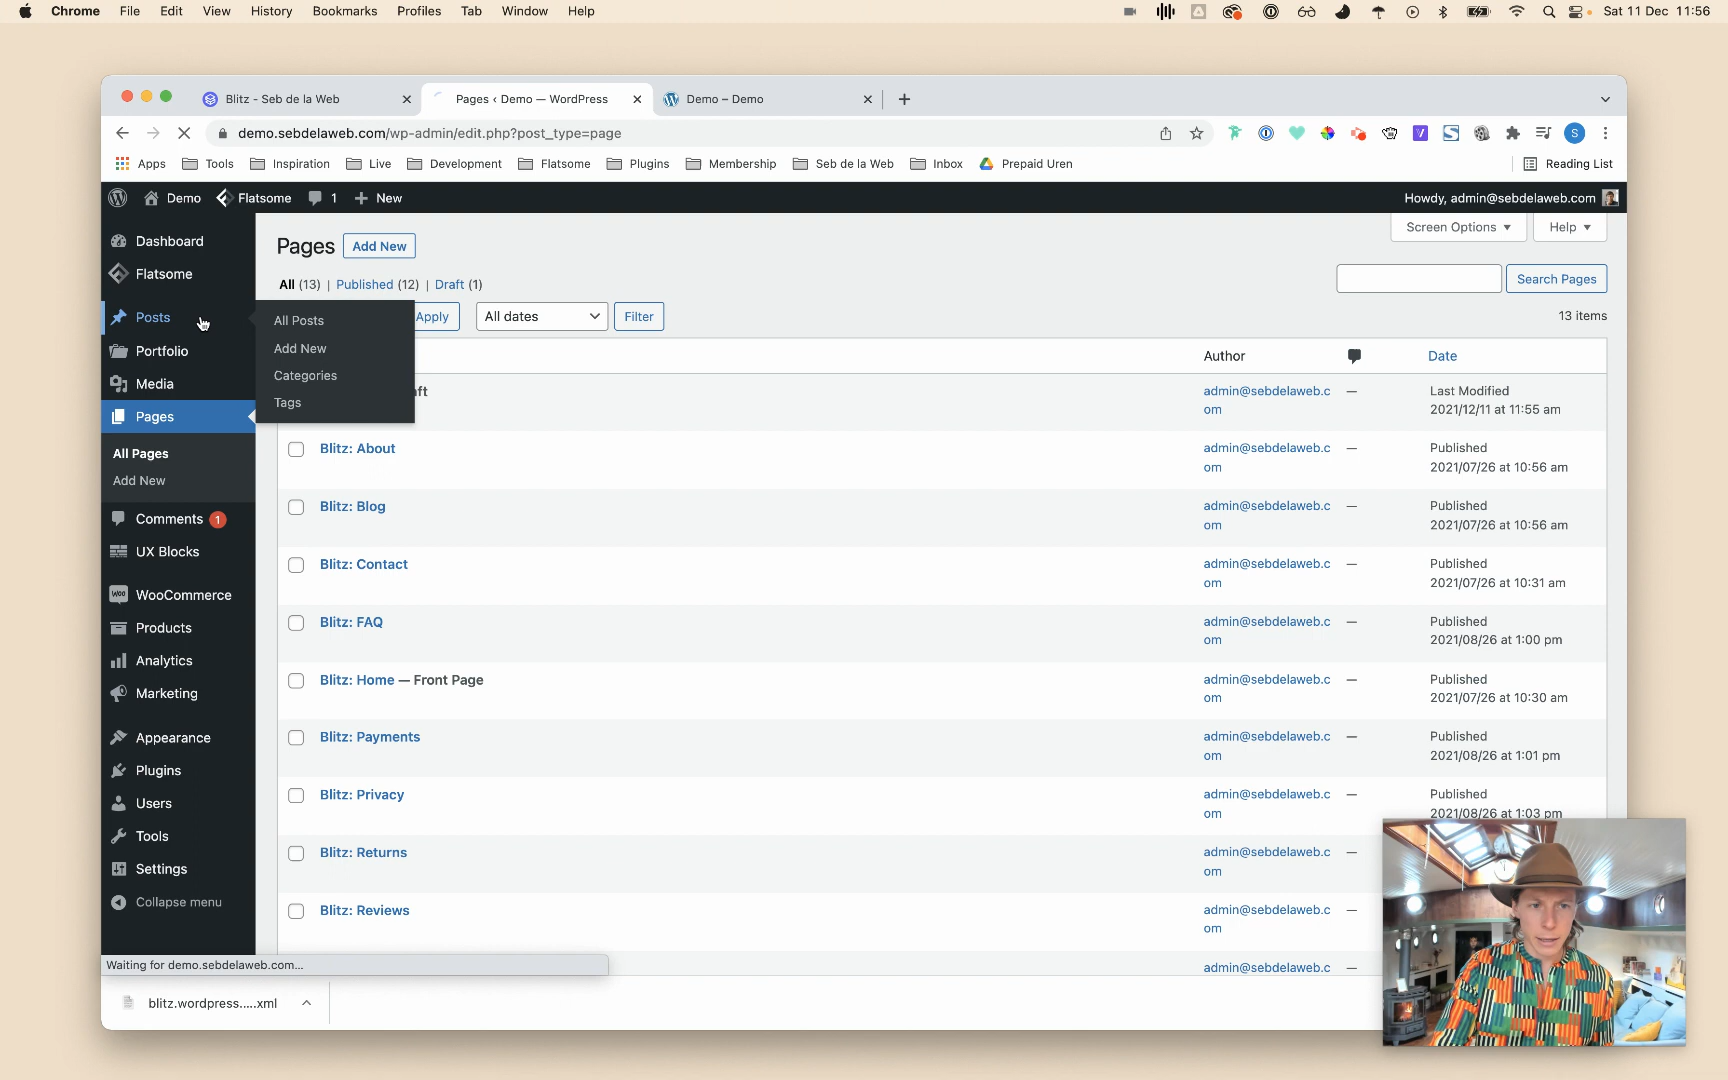 Chrome File Edit View History Bookmarks Profiles Tab Window Help Sat 11 Dec 11:56
Blitz - Seb de la Web
Pages ‹ Demo — WordPress
Demo – Demo
demo.sebdelaweb.com/wp-admin/edit.php?post_type=page
Apps Tools Inspiration Live Development Flatsome Plugins Membership Seb de la Web Inbox Prepaid Uren Reading List
Demo Flatsome 1 New Howdy, admin@sebdelaweb.com
Dashboard
Flatsome
Posts
Portfolio
Media
Pages
All Pages
Add New
Comments 1
UX Blocks
WooCommerce
Products
Analytics
Marketing
Appearance
Plugins
Users
Tools
Settings
Collapse menu
All Posts
Add New
Categories
Tags
Pages Add New
Screen Options Help
All (13) | Published (12) | Draft (1)
Search Pages
Apply All dates Filter 13 items
Author Date
ft admin@sebdelaweb.c — Last Modified
om 2021/12/11 at 11:55 am
Blitz: About admin@sebdelaweb.c — Published
om 2021/07/26 at 10:56 am
Blitz: Blog admin@sebdelaweb.c — Published
om 2021/07/26 at 10:56 am
Blitz: Contact admin@sebdelaweb.c — Published
om 2021/07/26 at 10:31 am
Blitz: FAQ admin@sebdelaweb.c — Published
om 2021/08/26 at 1:00 pm
Blitz: Home — Front Page admin@sebdelaweb.c — Published
om 2021/07/26 at 10:30 am
Blitz: Payments admin@sebdelaweb.c — Published
om 2021/08/26 at 1:01 pm
Blitz: Privacy admin@sebdelaweb.c — Published
om 2021/08/26 at 1:03 pm
Blitz: Returns admin@sebdelaweb.c —
om
Blitz: Reviews admin@sebdelaweb.c —
om
admin@sebdelaweb.c —
Waiting for demo.sebdelaweb.com...
blitz.wordpress.....xml